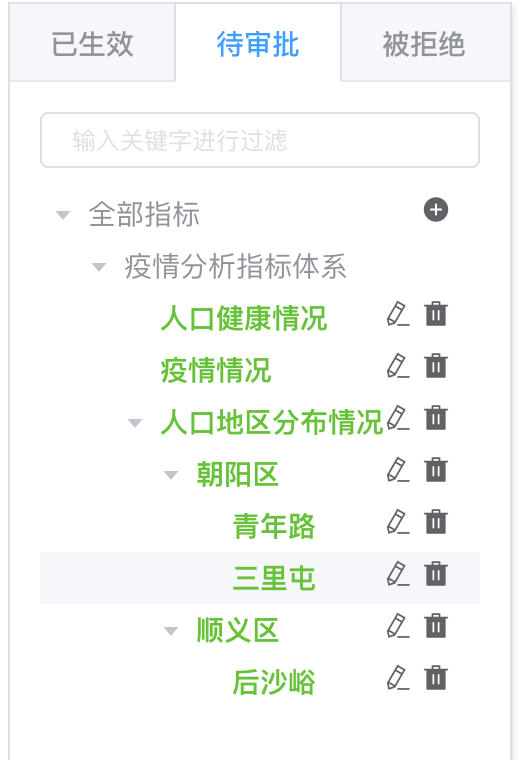 已生效 待审批 被拒绝
输入关键字进行过滤
全部指标
疫情分析指标体系
人口健康情况
疫情情况
人口地区分布情况
朝阳区
青年路
三里屯
顺义区
后沙峪